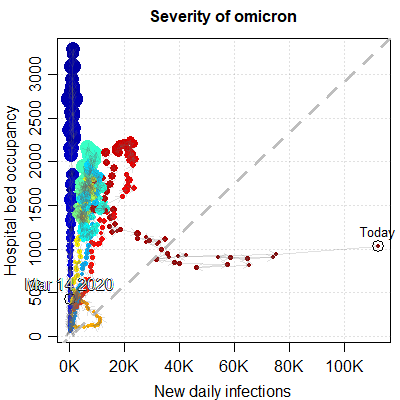 Severity of omicron
Hospital bed occupancy
3000
2500
2000
1500
1000
500
0
Today
Mar 14 2020
0K 20K 40K 60K 80K 100K
New daily infections